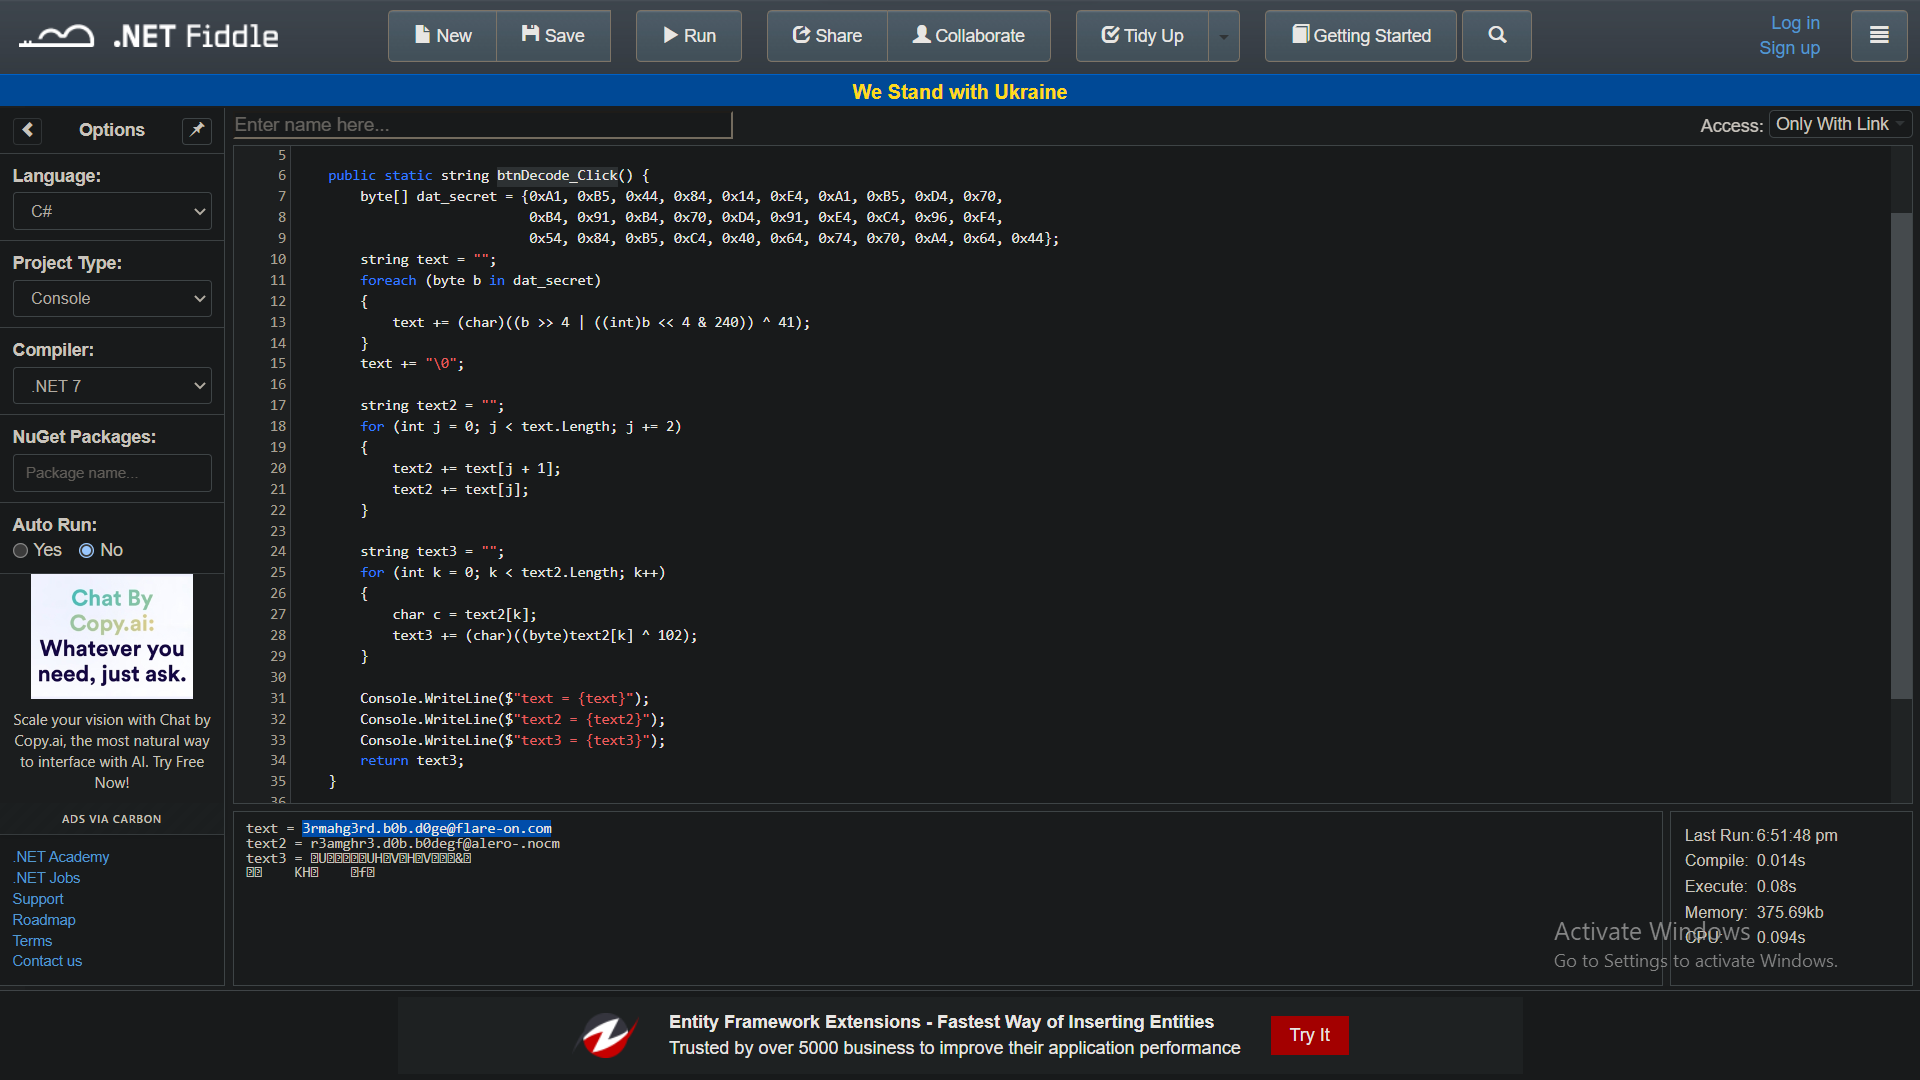 .NET Fiddle
New
Save
Run
Share
Collaborate
Tidy Up
Getting Started
Log in
Sign up
We Stand with Ukraine
Options
Enter name here...
Access: Only With Link
Language:
C#
Project Type:
Console
Compiler:
.NET 7
NuGet Packages:
Package name...
Auto Run:
Yes No
Chat By
Copy.ai:
Whatever you
need, just ask.
Scale your vision with Chat by
Copy.ai, the most natural way
to interface with AI. Try Free
Now!
ADS VIA CARBON
.NET Academy
.NET Jobs
Support
Roadmap
Terms
Contact us
5
6 public static string btnDecode_Click() {
7 byte[] dat_secret = {0xA1, 0xB5, 0x44, 0x84, 0x14, 0xE4, 0xA1, 0xB5, 0xD4, 0x70,
8 0xB4, 0x91, 0xB4, 0x70, 0xD4, 0x91, 0xE4, 0xC4, 0x96, 0xF4,
9 0x54, 0x84, 0xB5, 0xC4, 0x40, 0x64, 0x74, 0x70, 0xA4, 0x64, 0x44};
10 string text = "";
11 foreach (byte b in dat_secret)
12 {
13 text += (char)((b >> 4 | ((int)b << 4 & 240)) ^ 41);
14 }
15 text += "\0";
16
17 string text2 = "";
18 for (int j = 0; j < text.Length; j += 2)
19 {
20 text2 += text[j + 1];
21 text2 += text[j];
22 }
23
24 string text3 = "";
25 for (int k = 0; k < text2.Length; k++)
26 {
27 char c = text2[k];
28 text3 += (char)((byte)text2[k] ^ 102);
29 }
30
31 Console.WriteLine($"text = {text}");
32 Console.WriteLine($"text2 = {text2}");
33 Console.WriteLine($"text3 = {text3}");
34 return text3;
35 }
36
text = 3rmahg3rd.b0b.d0ge@flare-on.com
text2 = r3amghr3.d0b.b0degf@alero-.nocm
text3 =
Last Run: 6:51:48 pm
Compile: 0.014s
Execute: 0.08s
Memory: 375.69kb
CPU: 0.094s
Activate Windows
Go to Settings to activate Windows.
Entity Framework Extensions - Fastest Way of Inserting Entities
Trusted by over 5000 business to improve their application performance
Try It